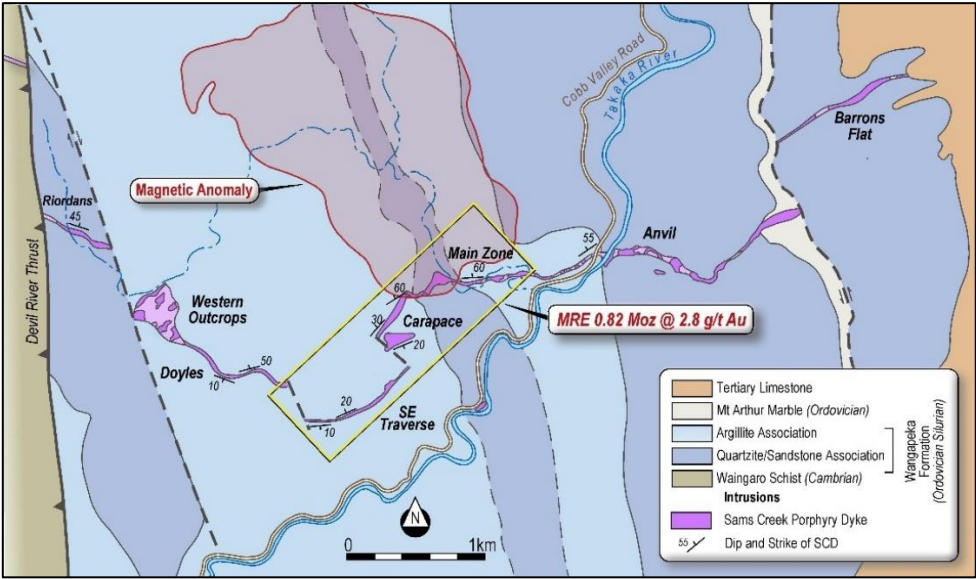 Cobb Valley Road
Takaka River
Barrons
Flat
Magnetic Anomaly
Riordans
45
Devil River Thrust
Main Zone
60
55
Anvil
Western
Outcrops
60
Carapace
30
20
MRE 0.82 Moz @ 2.8 g/t Au
Doyles
50
10
20
10
SE
Traverse
N
0
1km
Tertiary Limestone
Mt Arthur Marble (Ordovician)
Argillite Association
Quartzite/Sandstone Association
Waingaro Schist (Cambrian)
Wangapeka
Formation
(Ordovician Silurian)
Intrusions
Sams Creek Porphyry Dyke
55
Dip and Strike of SCD